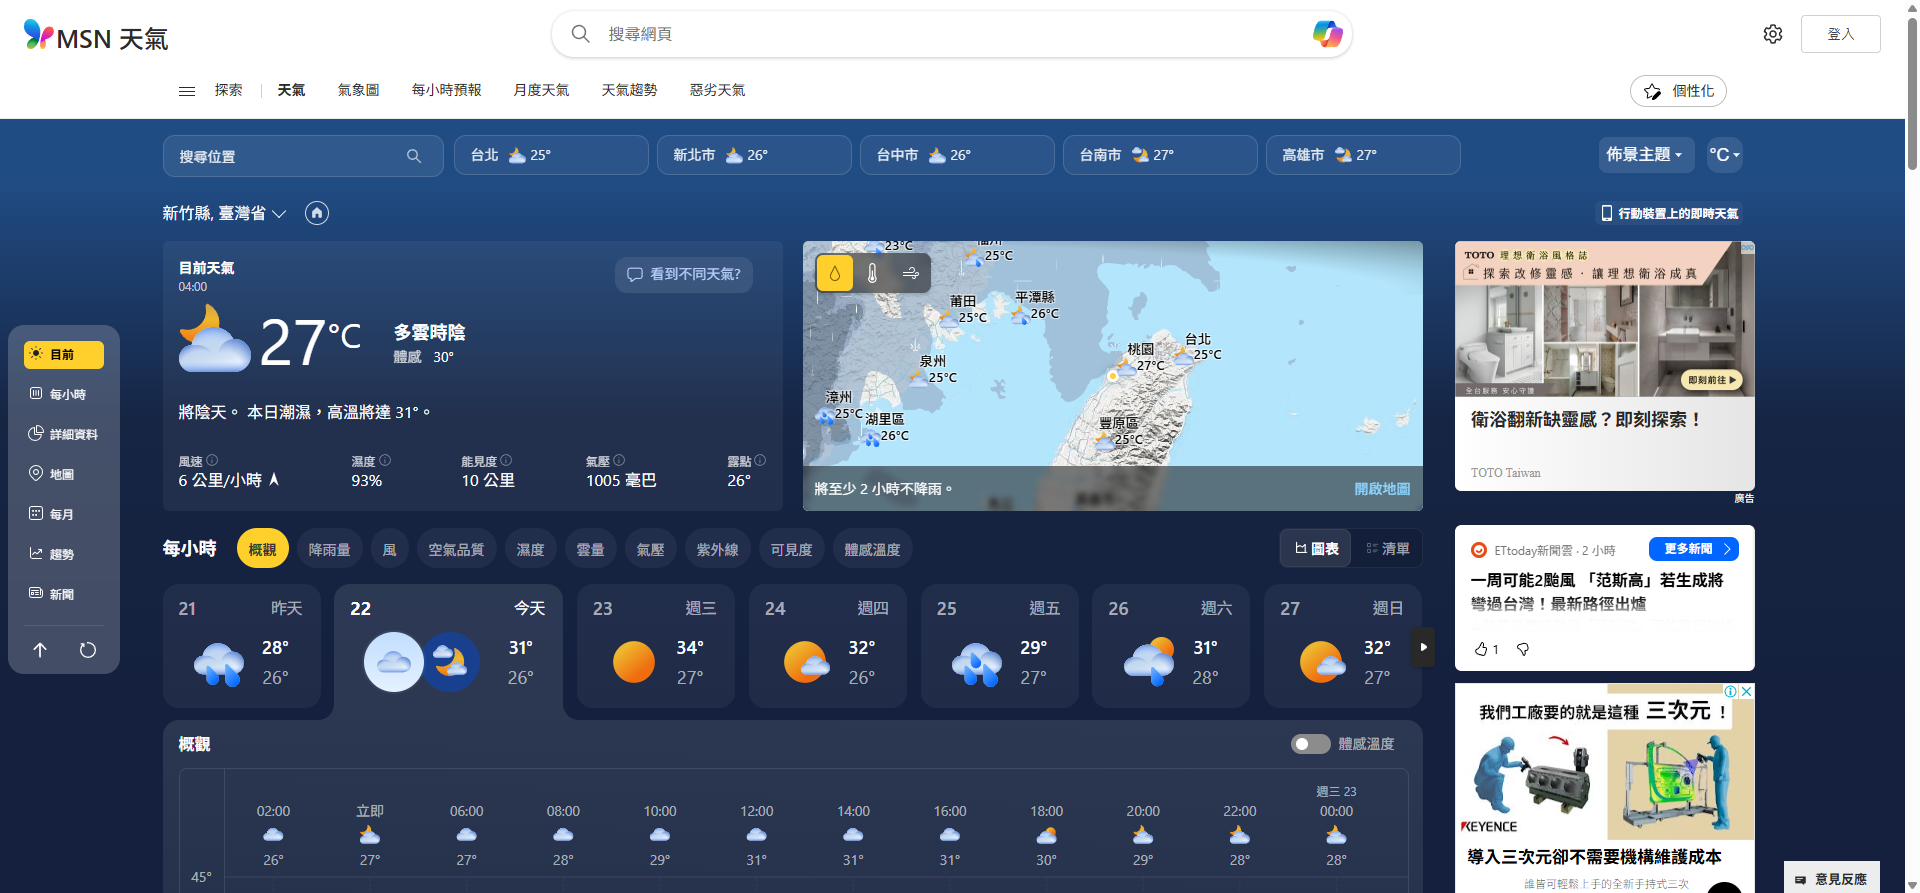 MSN 天氣
搜尋網頁
登入
探索
天氣
氣象圖
每小時預報
月度天氣
天氣趨勢
惡劣天氣
個性化
搜尋位置
台北 25°
新北市 26°
台中市 26°
台南市 27°
高雄市 27°
佈景主題
°C
新竹縣, 臺灣省
行動裝置上的即時天氣
目前
每小時
詳細資料
地圖
每月
趨勢
新聞
目前天氣
04:00
看到不同天氣?
27°C
多雲時陰
體感 30°
將陰天。 本日潮濕，高溫將達 31°。
風速
6 公里/小時
濕度
93%
能見度
10 公里
氣壓
1005 毫巴
露點
26°
23°C
福州
25°C
莆田
25°C
平潭縣
26°C
台北
25°C
桃園
27°C
泉州
25°C
漳州
25°C
湖里區
26°C
豐原區
25°C
將至少 2 小時不降雨。
開啟地圖
TOTO 理想衛浴風格誌
探索改修靈感．讓理想衛浴成真
全台服務 安心守護
即刻前往
衛浴翻新缺靈感？即刻探索！
TOTO Taiwan
廣告
每小時
概觀
降雨量
風
空氣品質
濕度
雲量
氣壓
紫外線
可見度
體感溫度
圖表
清單
ETtoday新聞雲 · 2 小時
更多新聞
一周可能2颱風 「范斯高」若生成將
彎過台灣！最新路徑出爐
1
21 昨天
28°
26°
22 今天
31°
26°
23 週三
34°
27°
24 週四
32°
26°
25 週五
29°
27°
26 週六
31°
28°
27 週日
32°
27°
概觀
體感溫度
週三 23
02:00 立即 06:00 08:00 10:00 12:00 14:00 16:00 18:00 20:00 22:00 00:00
26° 27° 27° 28° 29° 31° 31° 31° 30° 29° 28° 28°
45°
我們工廠要的就是這種 三次元 ！
KEYENCE
導入三次元卻不需要機構維護成本
誰皆可輕鬆上手的全新手持式三次
意見反應